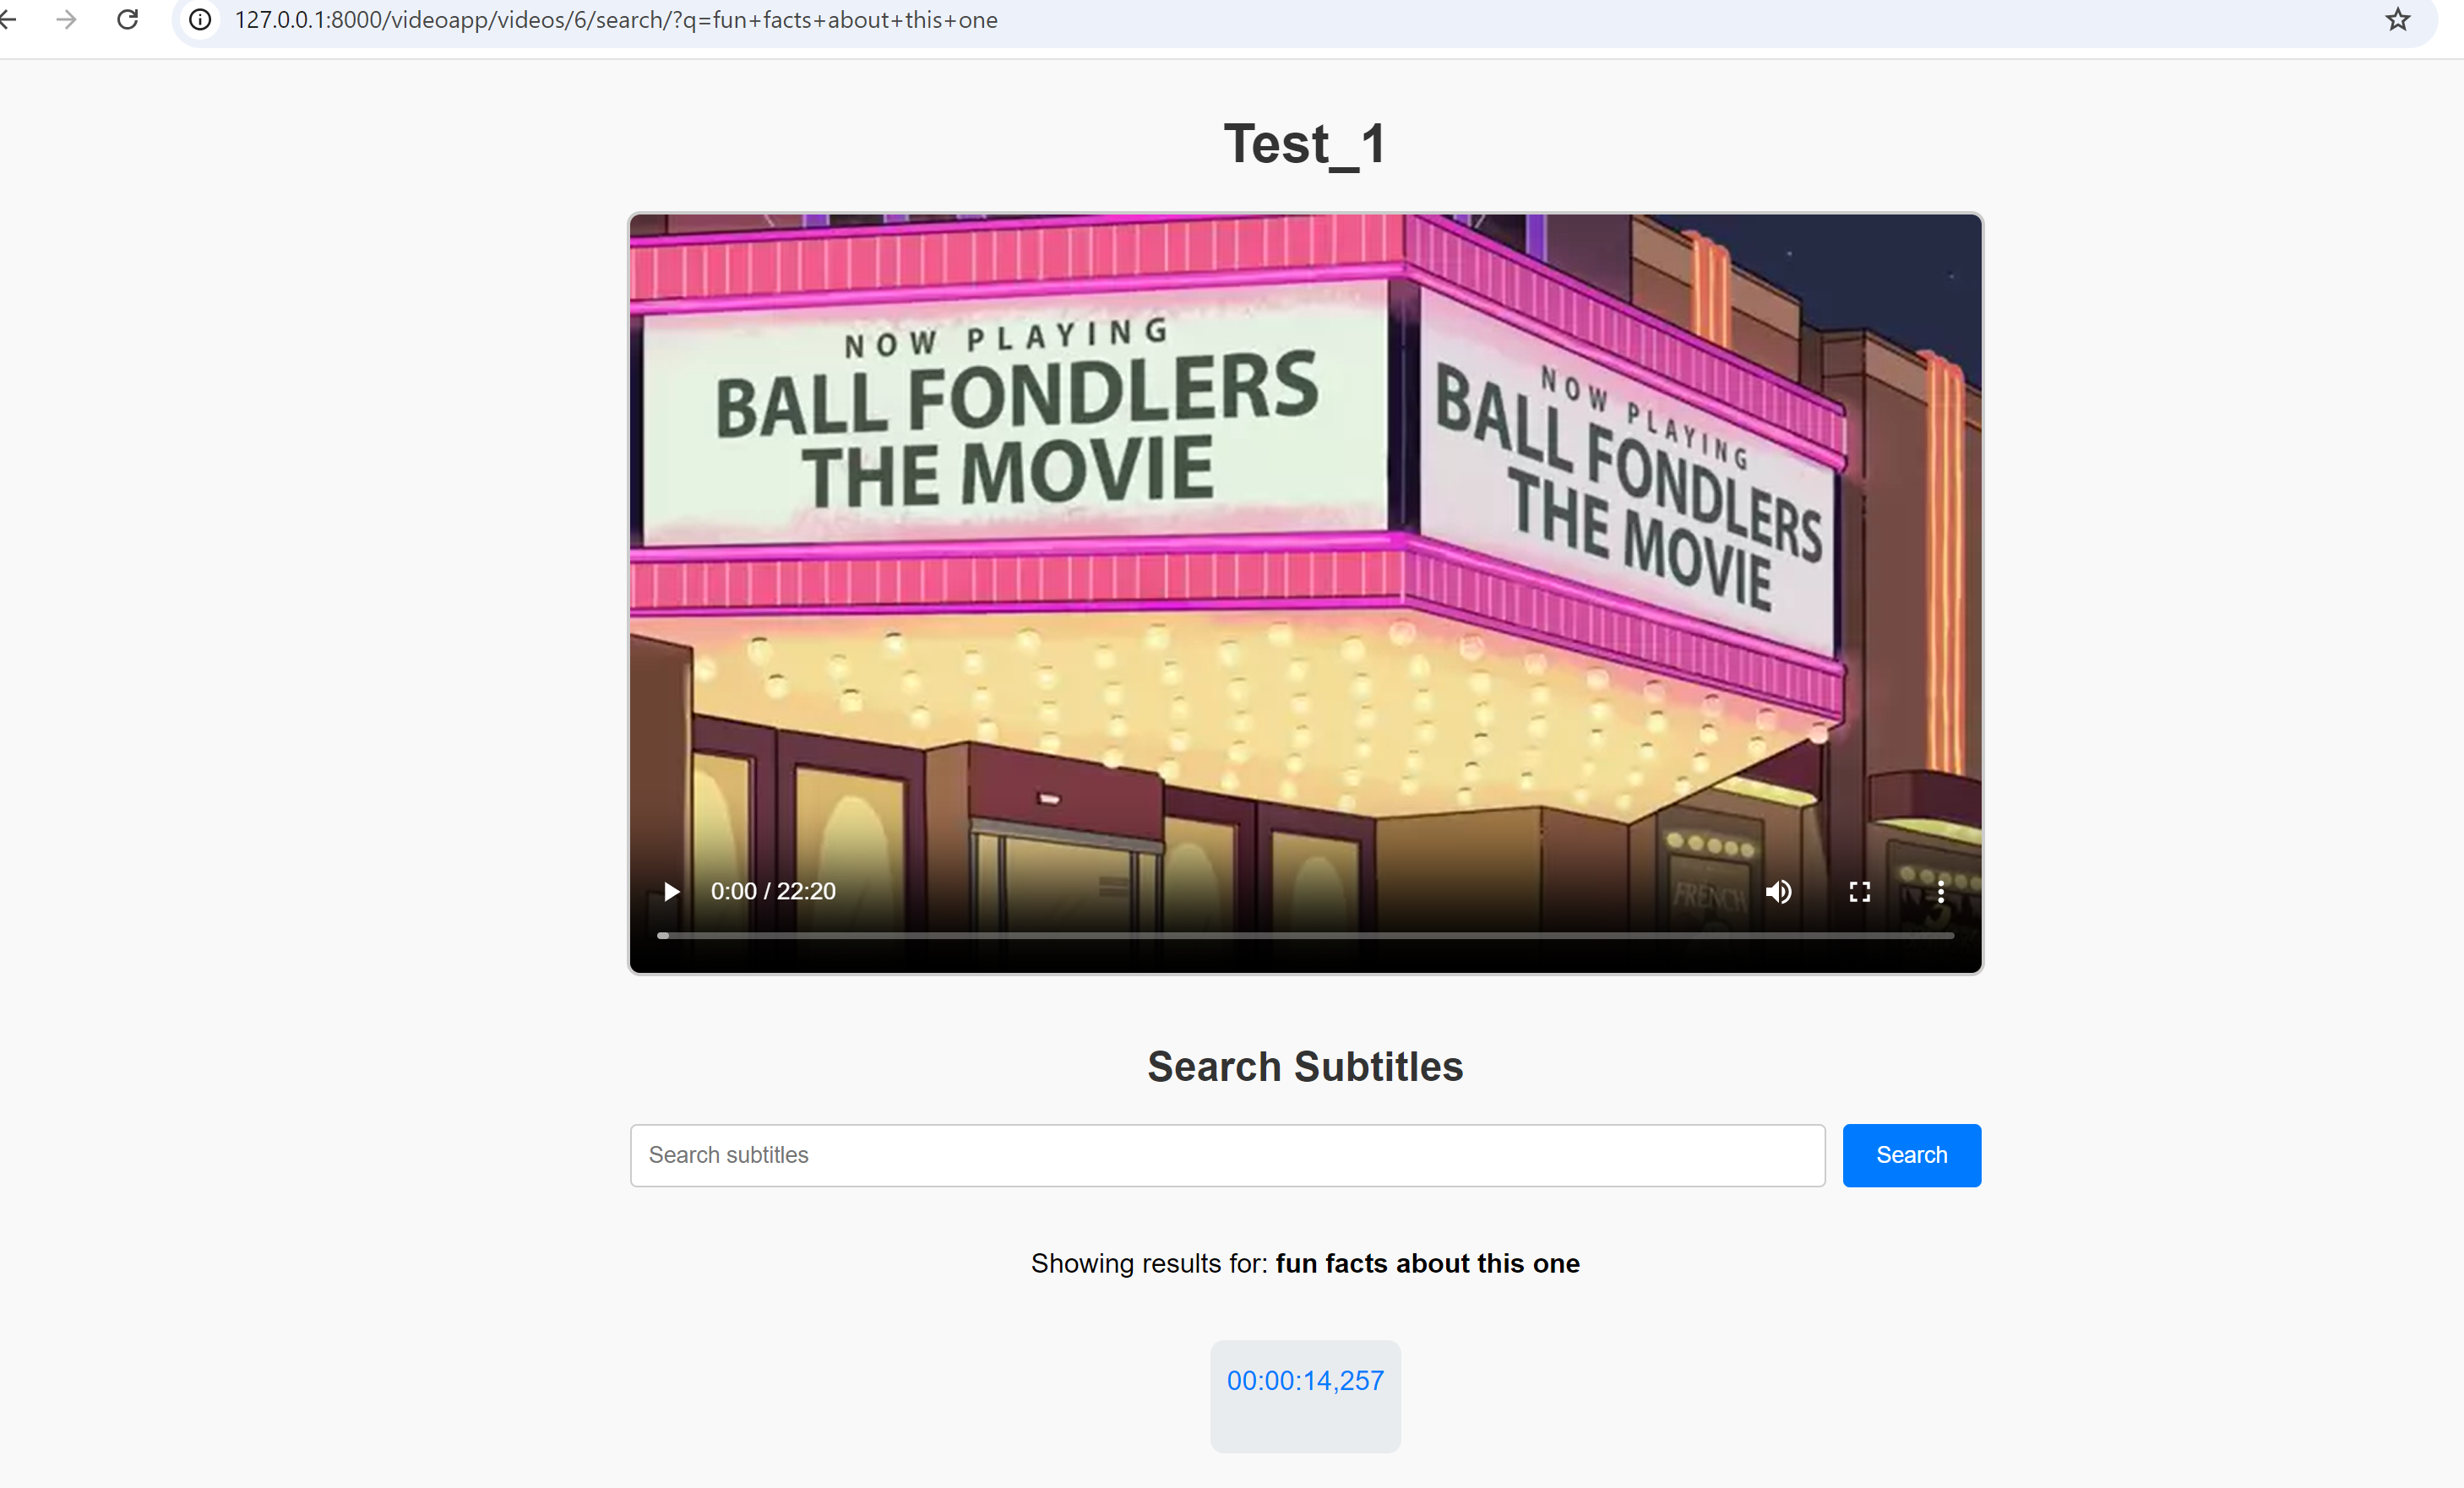 127.0.0.1:8000/videoapp/videos/6/search/?q=fun+facts+about+this+one
Test_1
NOW PLAYING
BALL FONDLERS
THE MOVIE
NOW PLAYING
BALL FONDLERS
THE MOVIE
FRENCH
0:00 / 22:20
Search Subtitles
Search subtitles
Search
Showing results for: fun facts about this one
00:00:14,257